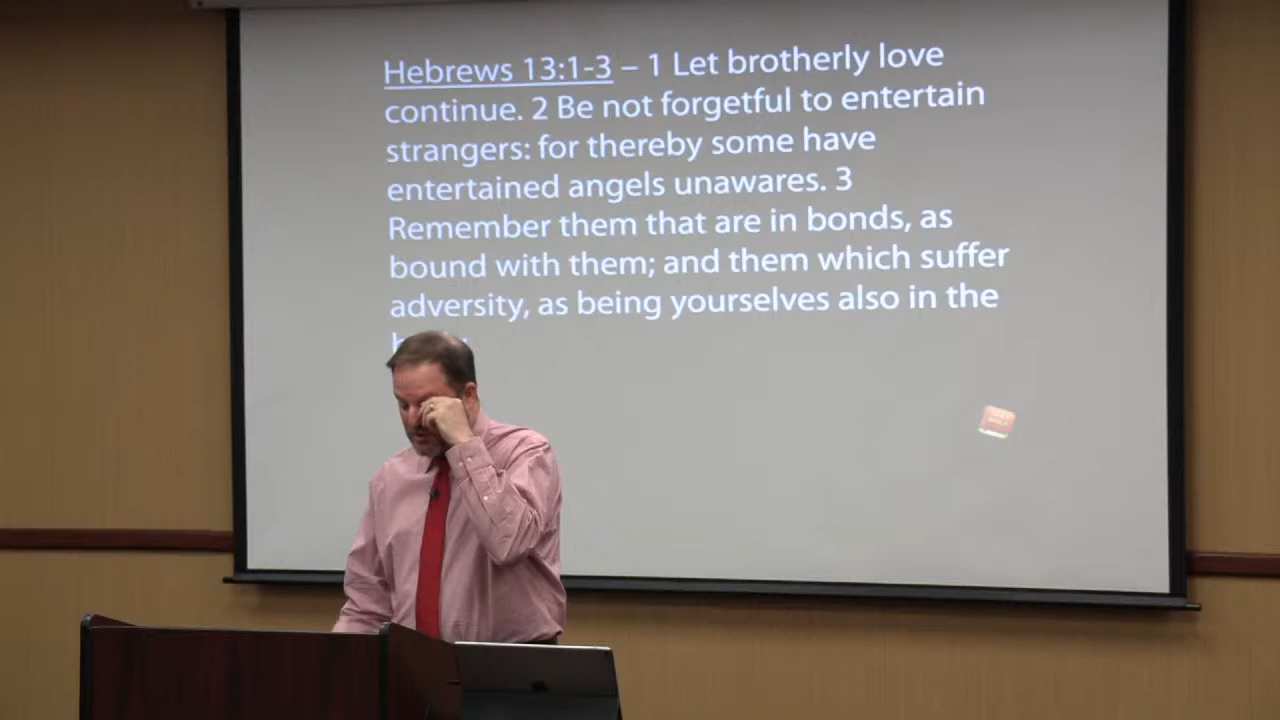 Hebrews 13:1-3 – 1 Let brotherly love
continue. 2 Be not forgetful to entertain
strangers: for thereby some have
entertained angels unawares. 3
Remember them that are in bonds, as
bound with them; and them which suffer
adversity, as being yourselves also in the